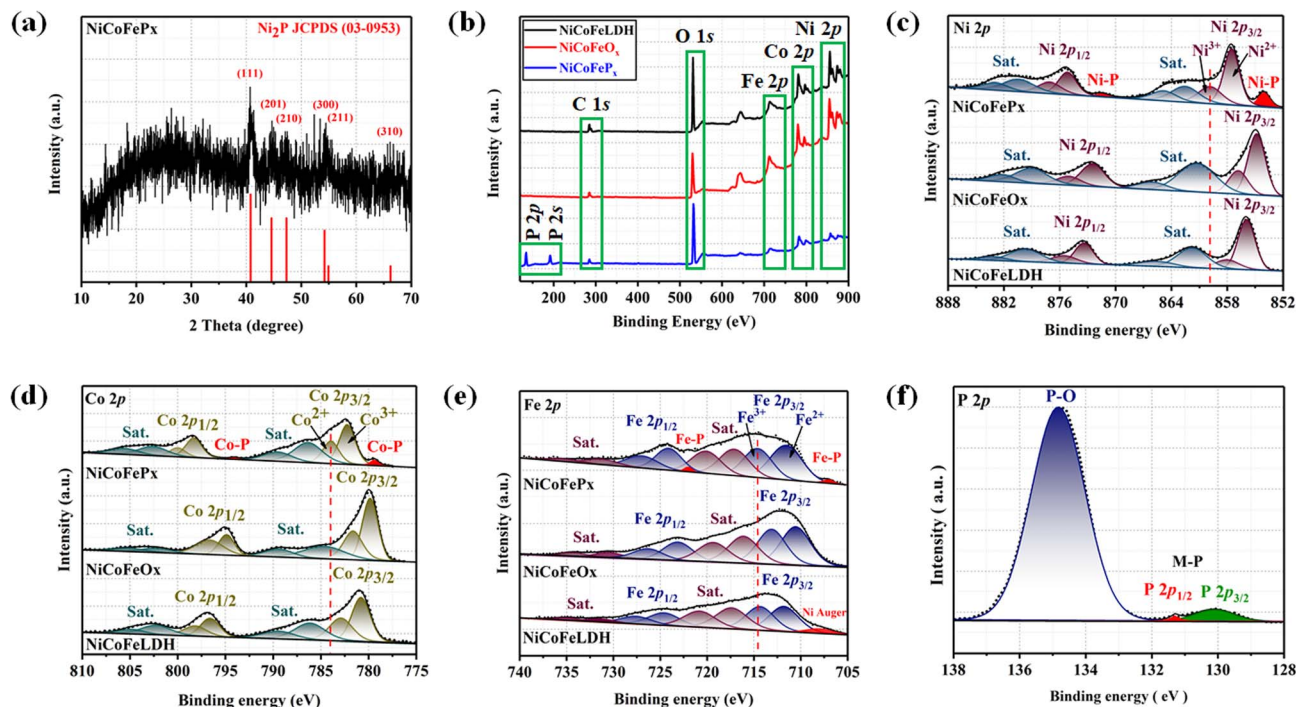 (a)
NiCoFePx
Ni₂P JCPDS (03-0953)
(111)
(201)
(210)
(300)
(211)
(310)
Intensity (a.u.)
10 20 30 40 50 60 70
2 Theta (degree)
(b)
NiCoFeLDH
NiCoFeOₓ
NiCoFePₓ
P 2p
P 2s
C 1s
O 1s
Fe 2p
Co 2p
Ni 2p
Intensity ( a.u.)
200 300 400 500 600 700 800 900
Binding Energy (eV)
(c)
Ni 2p
Ni 2p₃/₂
Ni 2p₁/₂
Ni³⁺
Ni²⁺
Sat.
Sat.
Ni-P
Ni-P
NiCoFePx
Ni 2p₃/₂
Ni 2p₁/₂
Sat.
Sat.
NiCoFeOx
Ni 2p₃/₂
Ni 2p₁/₂
Sat.
Sat.
NiCoFeLDH
Intensity (a.u.)
888 882 876 870 864 858 852
Binding energy (eV)
(d)
Co 2p
Co 2p₃/₂
Co 2p₁/₂
Co²⁺
Co³⁺
Sat.
Sat.
Co-P
Co-P
NiCoFePx
Co 2p₃/₂
Co 2p₁/₂
Sat.
Sat.
NiCoFeOx
Co 2p₃/₂
Co 2p₁/₂
Sat.
Sat.
NiCoFeLDH
Intensity (a.u.)
810 805 800 795 790 785 780 775
Binding energy (eV)
(e)
Fe 2p
Fe 2p₃/₂
Fe 2p₁/₂
Fe³⁺
Fe²⁺
Sat.
Sat.
Fe-P
Fe-P
NiCoFePx
Fe 2p₃/₂
Fe 2p₁/₂
Sat.
Sat.
NiCoFeOx
Fe 2p₃/₂
Fe 2p₁/₂
Sat.
Sat.
Ni Auger
NiCoFeLDH
Intensity (a.u.)
740 735 730 725 720 715 710 705
Binding energy (eV)
(f)
P 2p
P-O
M-P
P 2p₁/₂
P 2p₃/₂
Intensity ( a.u.)
138 136 134 132 130 128
Binding energy ( eV )